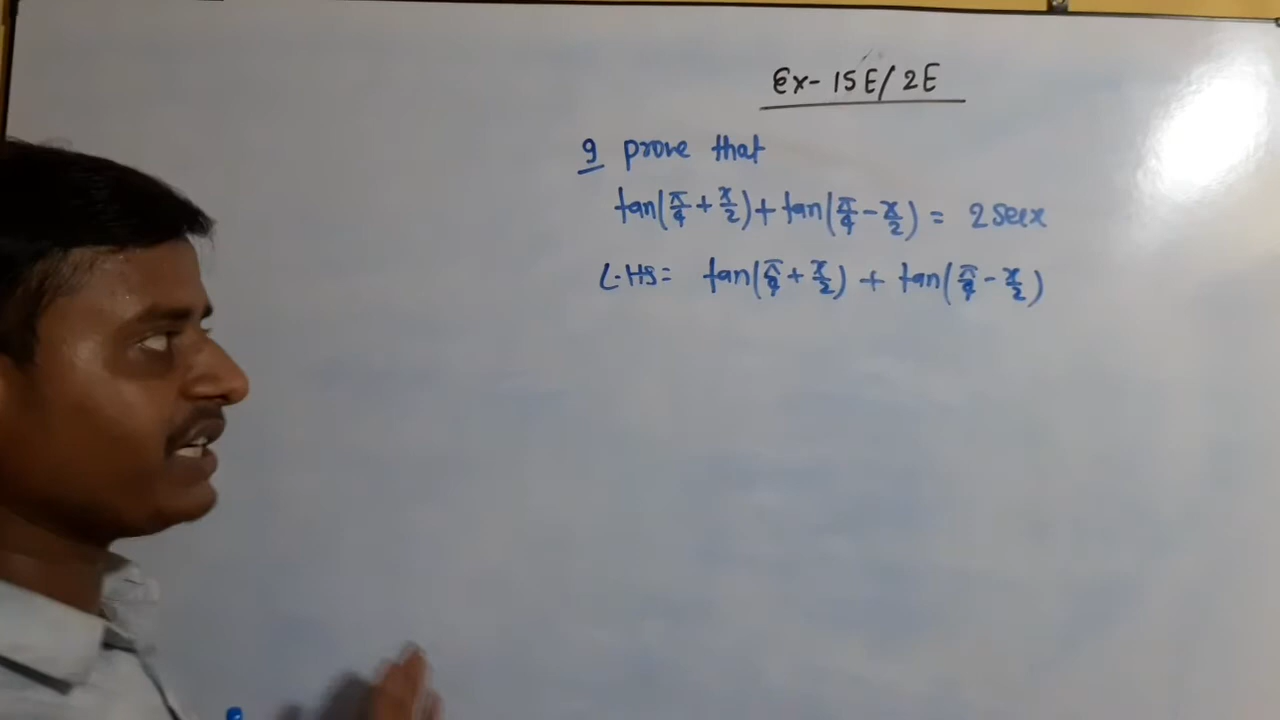 Ex- 15E/2E
9 prove that
tan(π/4 + x/2) + tan(π/4 - x/2) = 2 secx
L·HS= tan(π/4 + x/2) + tan(π/4 - x/2)